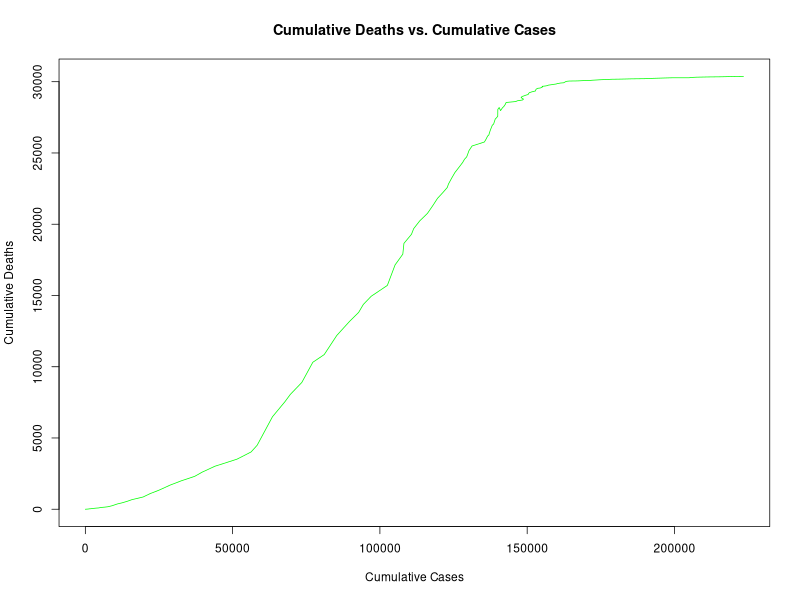 Cumulative Deaths vs. Cumulative Cases
Cumulative Deaths
30000
25000
20000
15000
10000
5000
0
0 50000 100000 150000 200000
Cumulative Cases